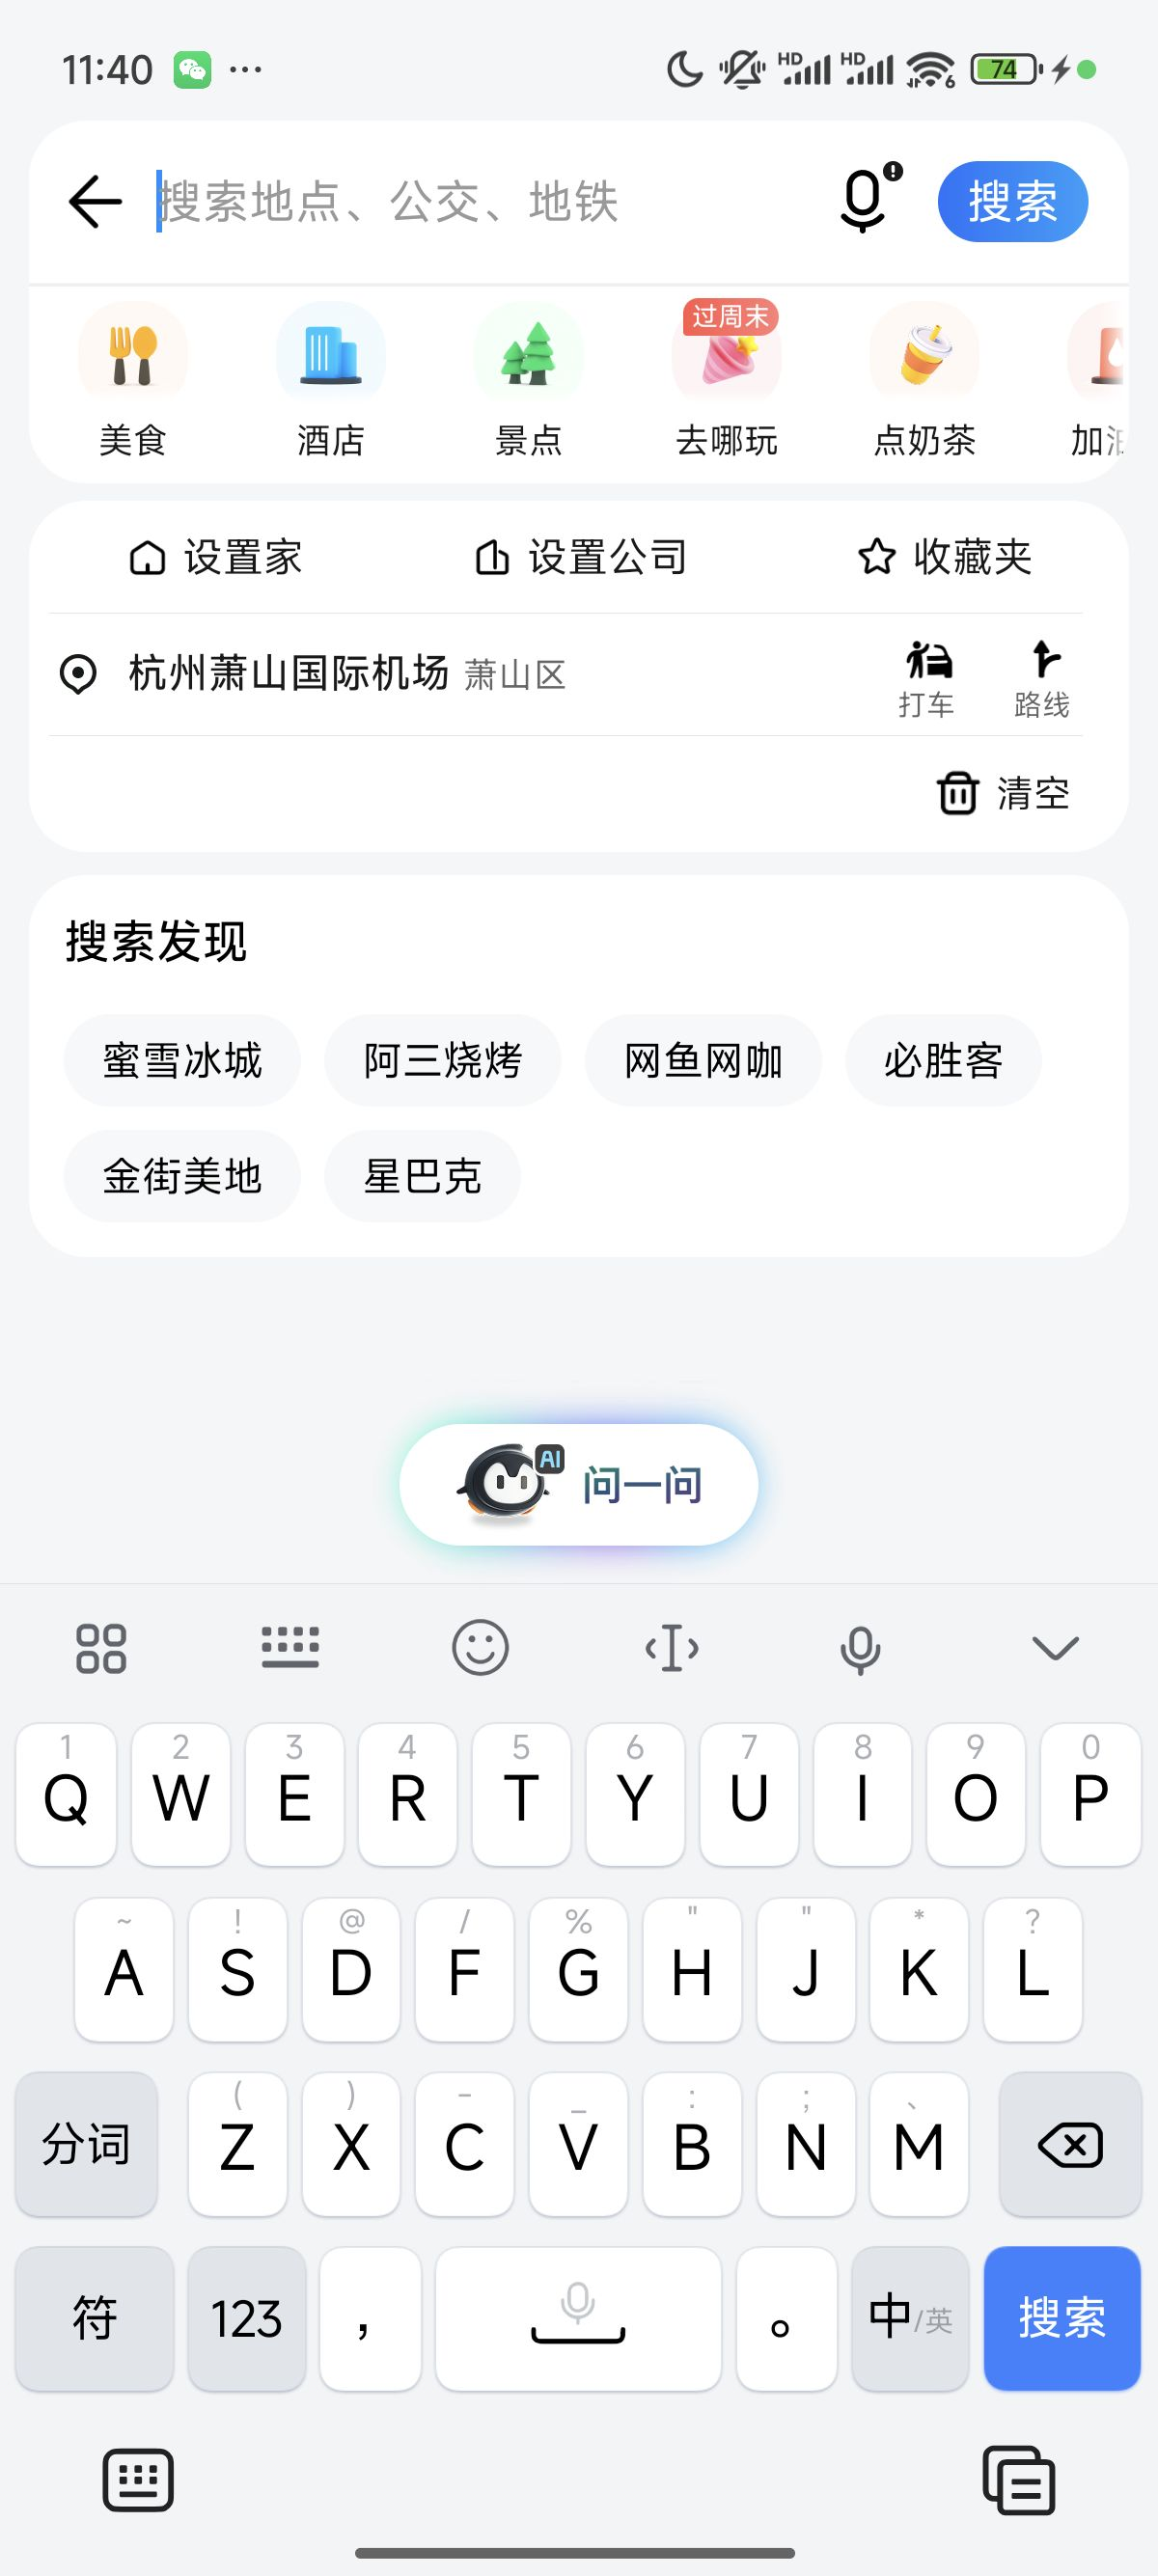 11:40 ··· HD HD 6 74
搜索地点、公交、地铁 搜索
过周末
美食 酒店 景点 去哪玩 点奶茶 加油
设置家 设置公司 收藏夹
杭州萧山国际机场 萧山区 打车 路线
清空
搜索发现
蜜雪冰城 阿三烧烤 网鱼网咖 必胜客
金街美地 星巴克
AI 问一问
1 2 3 4 5 6 7 8 9 0
Q W E R T Y U I O P
~ ! @ / % " " * ?
A S D F G H J K L
( ) - _ : ; 、
分词 Z X C V B N M
符 123 , 。 中/英 搜索